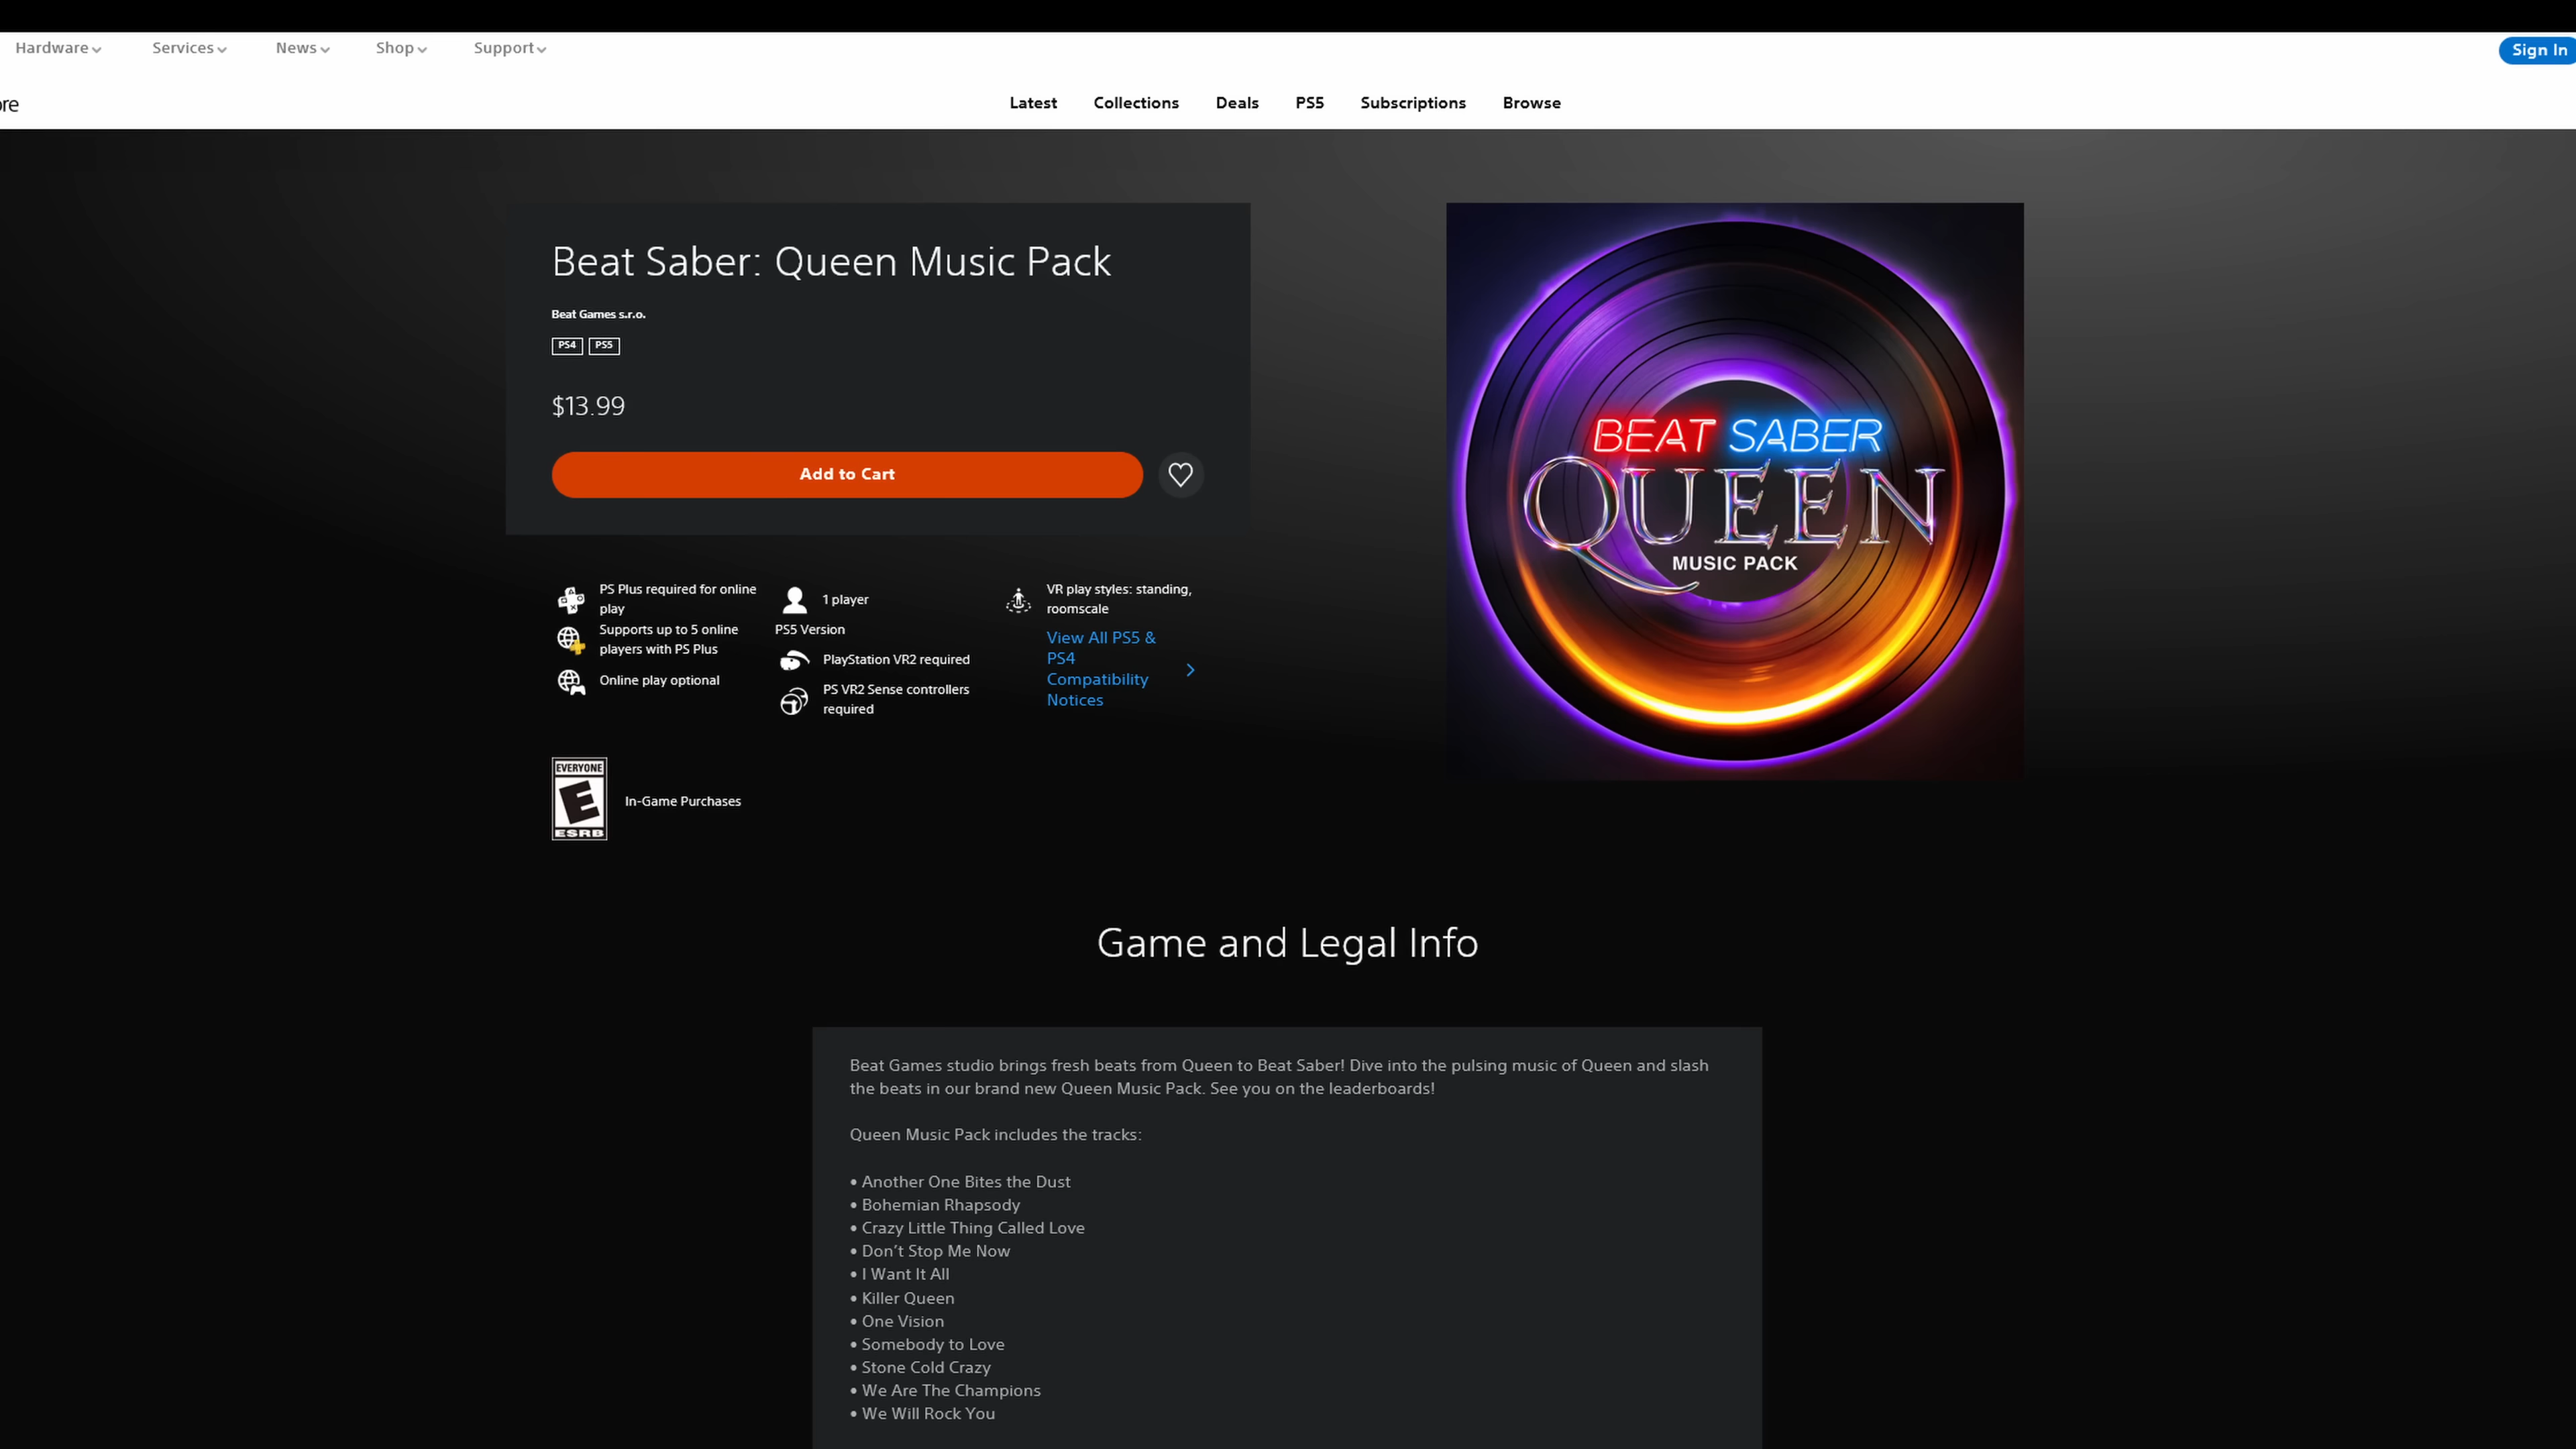 Hardware
Services
News
Shop
Support
Sign In
ore
Latest
Collections
Deals
PS5
Subscriptions
Browse
Beat Saber: Queen Music Pack
Beat Games s.r.o.
PS4
PS5
$13.99
Add to Cart
BEAT SABER
QUEEN
MUSIC PACK
PS Plus required for online
play
Supports up to 5 online
players with PS Plus
Online play optional
1 player
PS5 Version
PlayStation VR2 required
PS VR2 Sense controllers
required
VR play styles: standing,
roomscale
View All PS5 &
PS4
Compatibility
Notices
EVERYONE
E
ESRB
In-Game Purchases
Game and Legal Info
Beat Games studio brings fresh beats from Queen to Beat Saber! Dive into the pulsing music of Queen and slash
the beats in our brand new Queen Music Pack. See you on the leaderboards!
Queen Music Pack includes the tracks:
• Another One Bites the Dust
• Bohemian Rhapsody
• Crazy Little Thing Called Love
• Don’t Stop Me Now
• I Want It All
• Killer Queen
• One Vision
• Somebody to Love
• Stone Cold Crazy
• We Are The Champions
• We Will Rock You